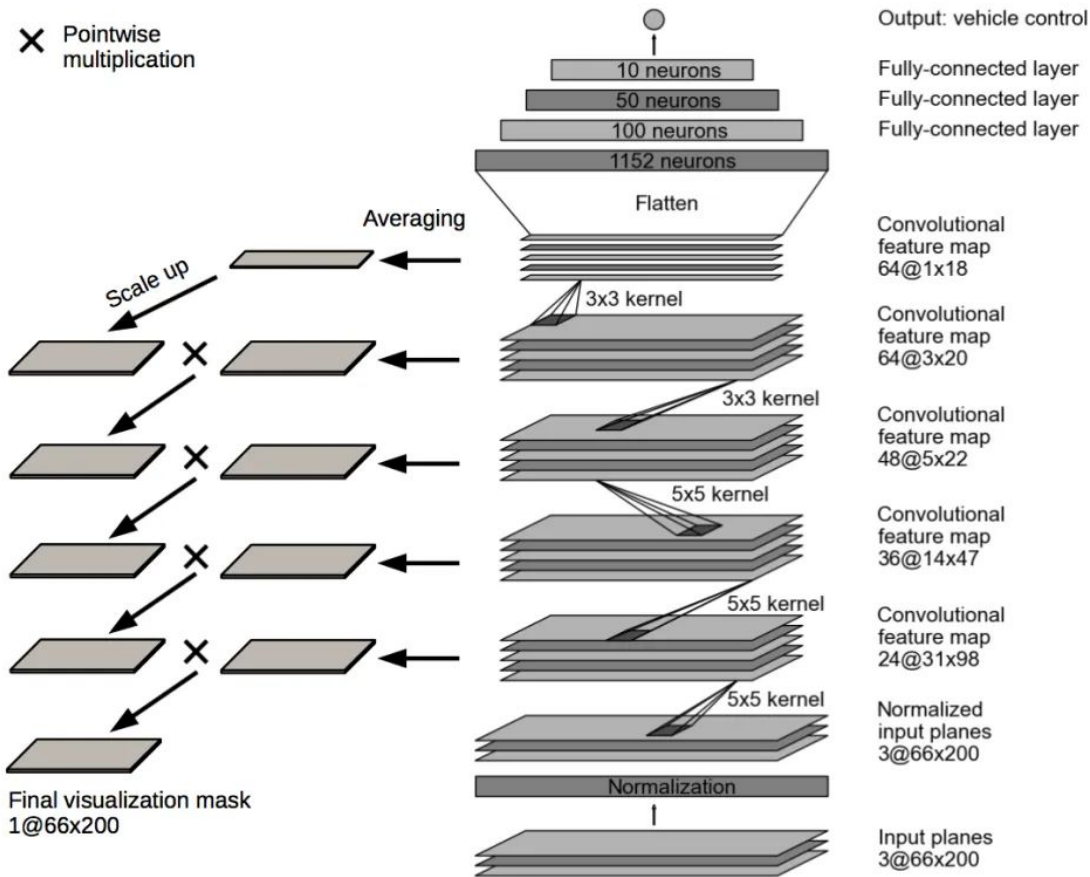 Pointwise
multiplication
Output: vehicle control
10 neurons
Fully-connected layer
50 neurons
Fully-connected layer
100 neurons
Fully-connected layer
1152 neurons
Flatten
Averaging
Scale up
Convolutional
feature map
64@1x18
3x3 kernel
Convolutional
feature map
64@3x20
3x3 kernel
Convolutional
feature map
48@5x22
5x5 kernel
Convolutional
feature map
36@14x47
5x5 kernel
Convolutional
feature map
24@31x98
5x5 kernel
Normalized
input planes
3@66x200
Final visualization mask
1@66x200
Normalization
Input planes
3@66x200